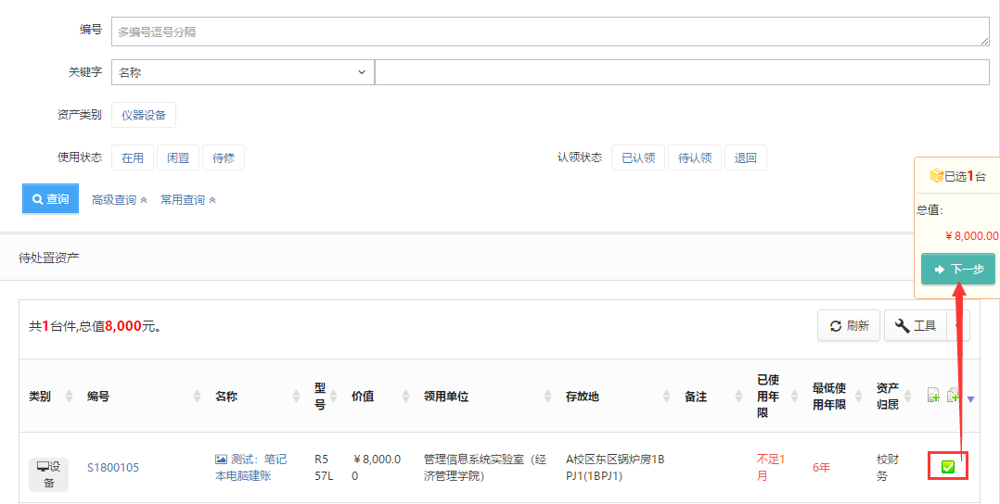 编号 多编号逗号分隔
关键字 名称
资产类别 仪器设备
使用状态 在用 闲置 待修 认领状态 已认领 待认领 退回
查询 高级查询 常用查询
已选1台
总值：
￥8,000.00
下一步
待处置资产
共1台件,总值8,000元。 刷新 工具
类别 编号 名称 型号 价值 领用单位 存放地 备注 已使用年限 最低使用年限 资产归属
设备 S1800105 测试：笔记本电脑建账 R557L ￥8,000.00 管理信息系统实验室（经济管理学院） A校区东区锅炉房1BPJ1(1BPJ1) 不足1月 6年 校财务